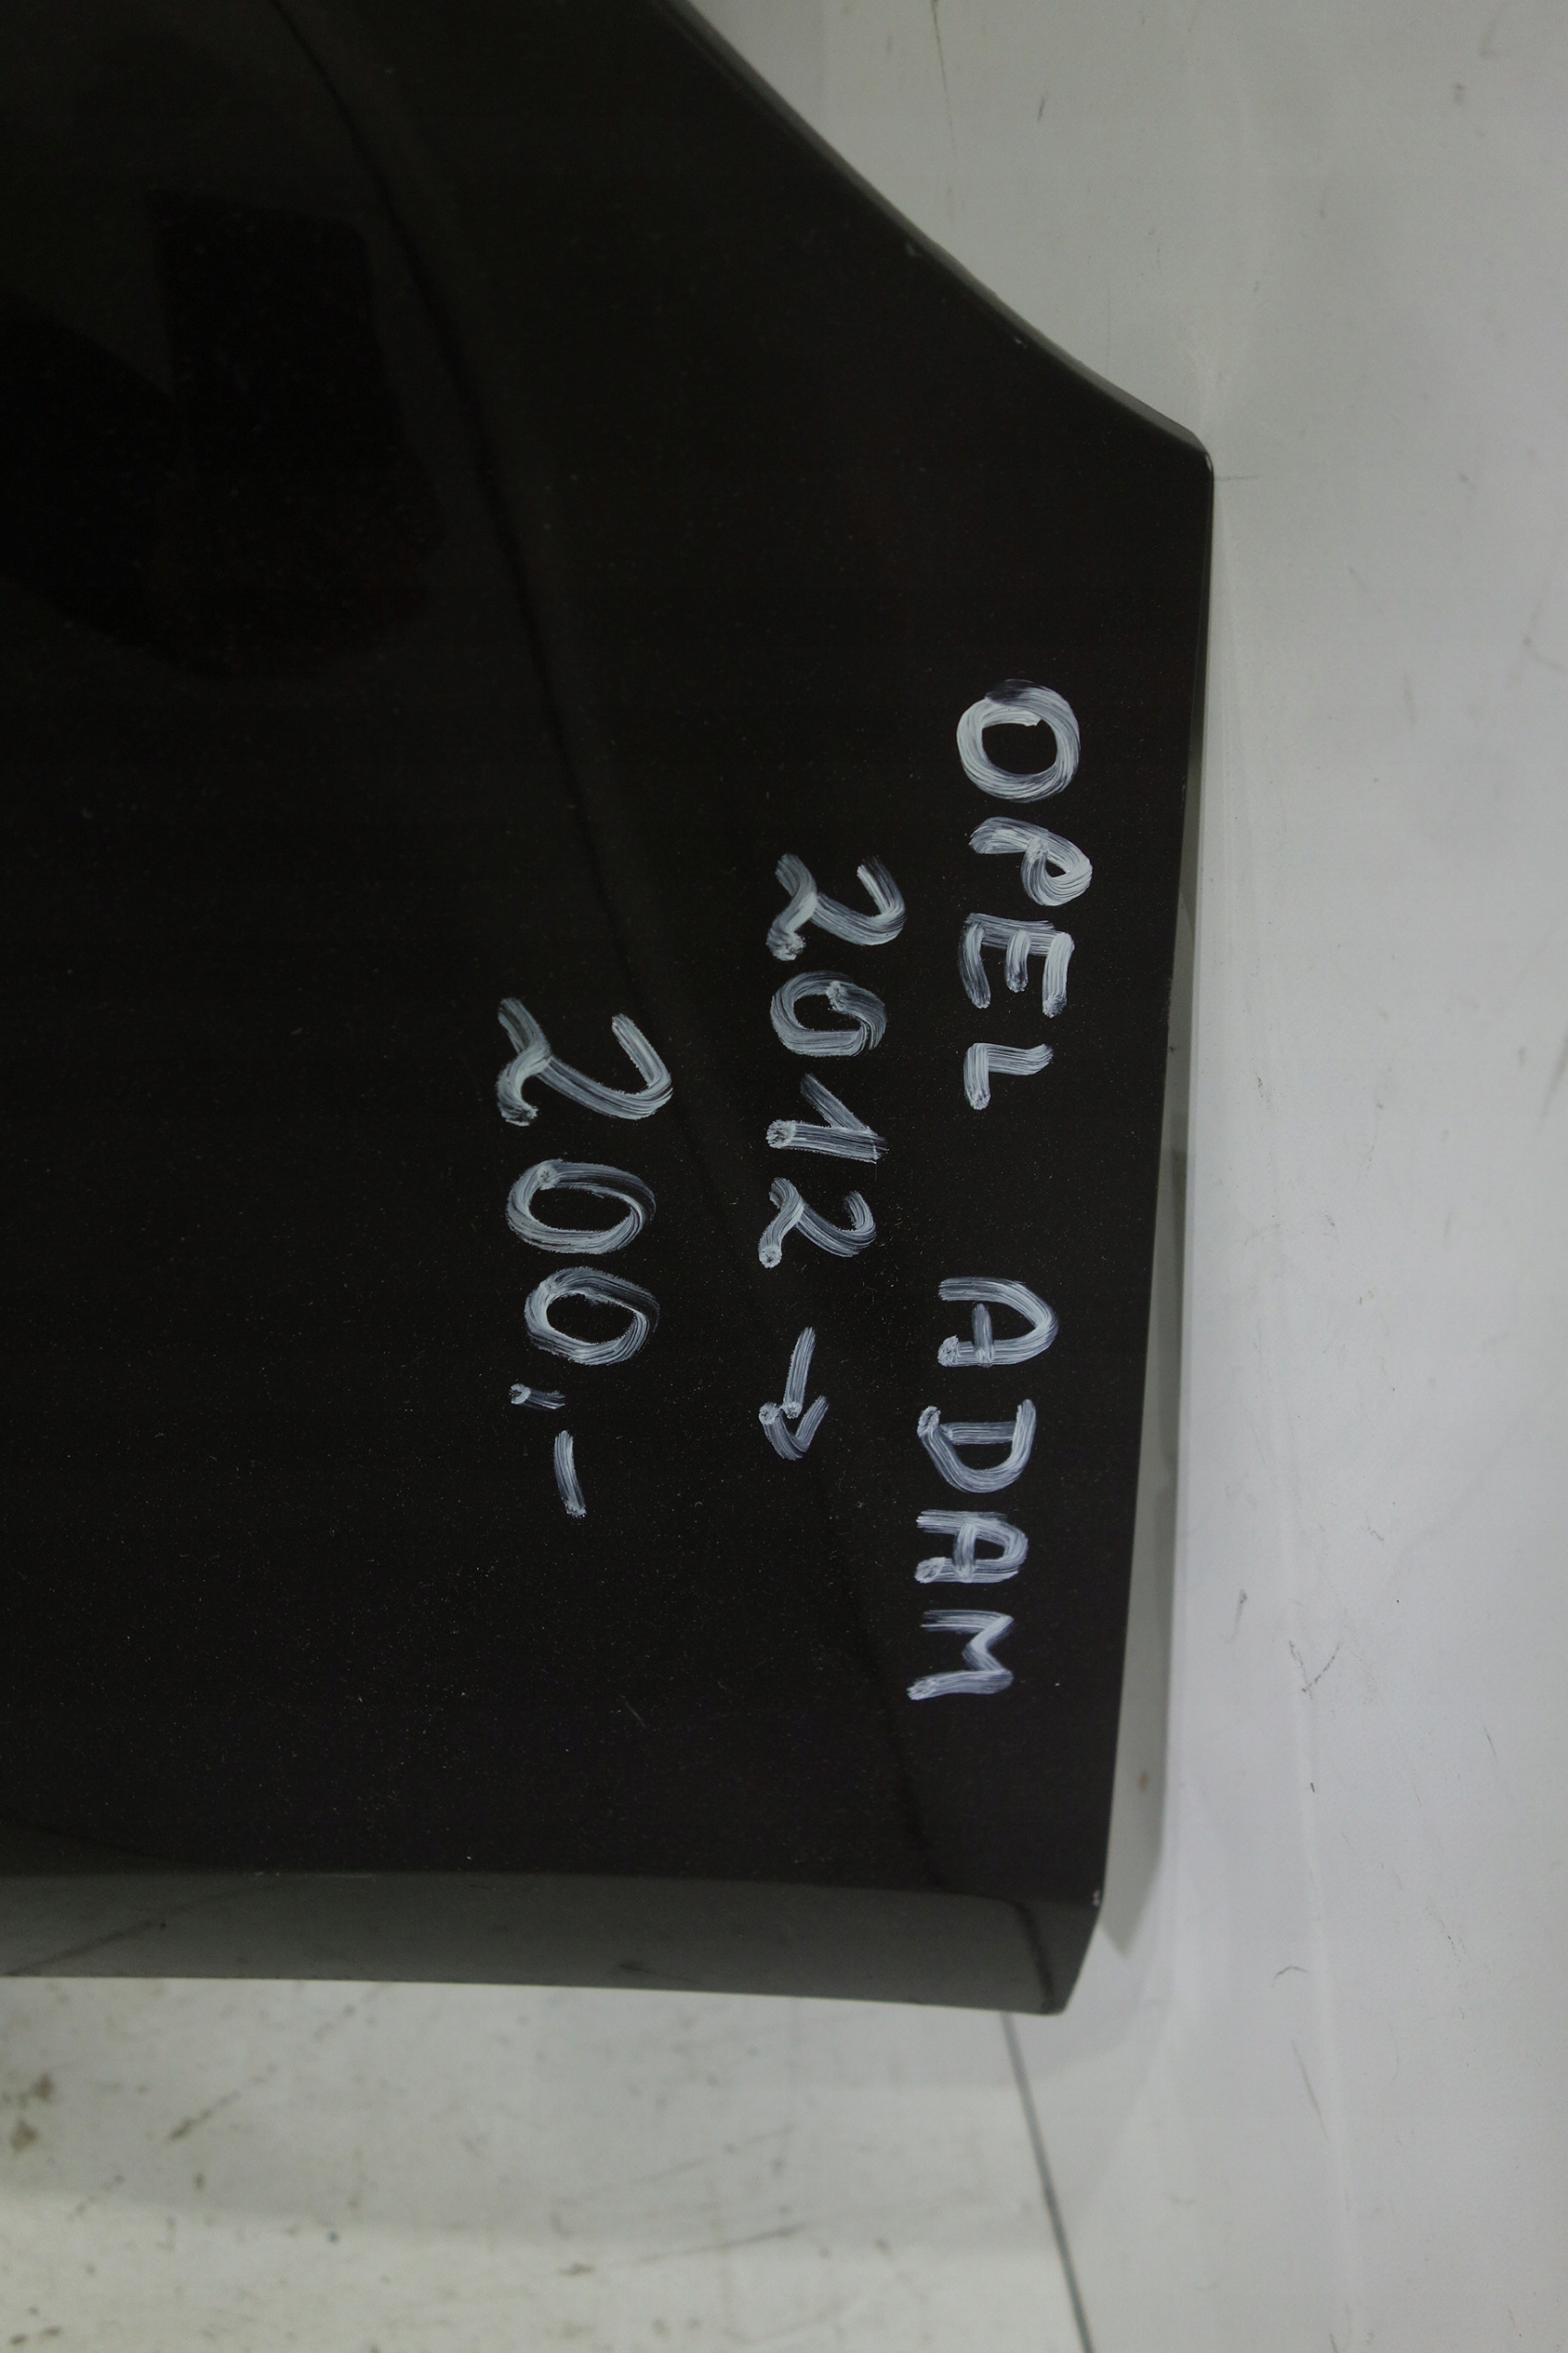 OPEL ADAM
2012 →
200,-